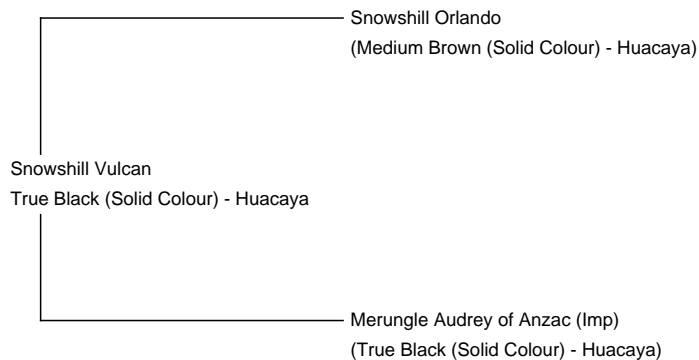 Snowshill Orlando
(Medium Brown (Solid Colour) - Huacaya)
Snowshill Vulcan
True Black (Solid Colour) - Huacaya
Merungle Audrey of Anzac (Imp)
(True Black (Solid Colour) - Huacaya)